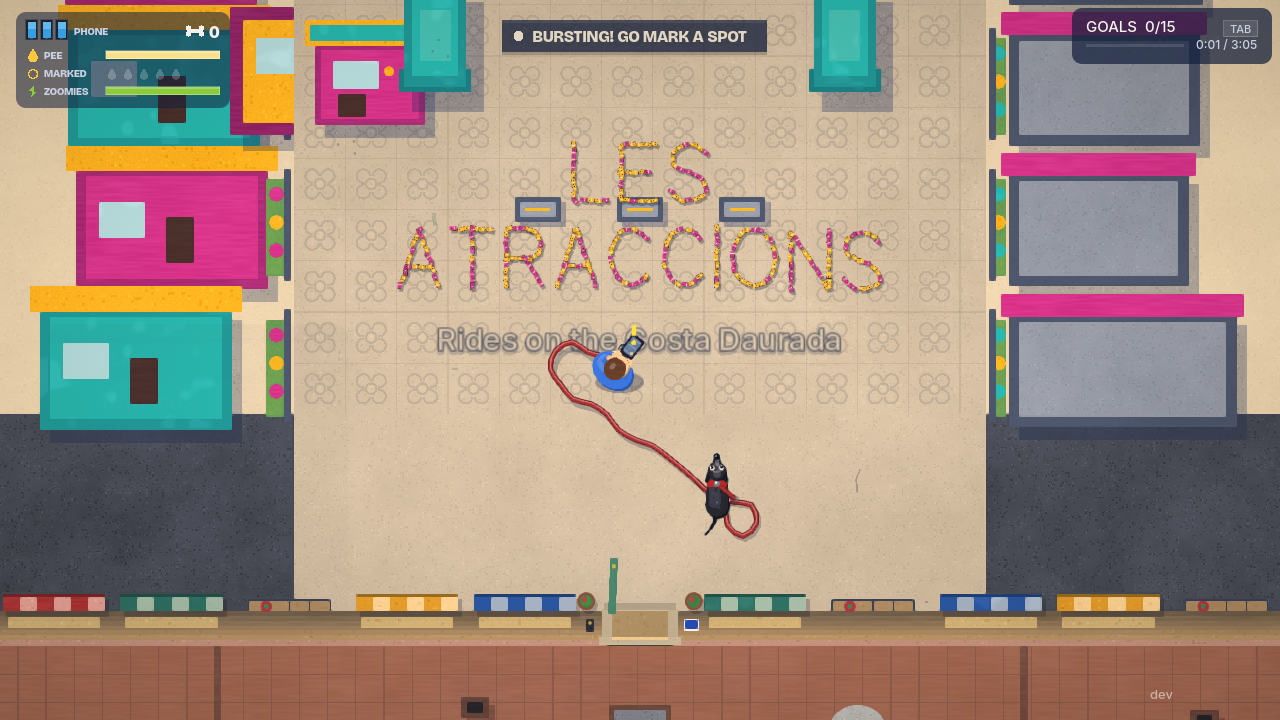 PHONE
0
PEE
MARKED
ZOOMIES
BURSTING! GO MARK A SPOT
GOALS 0/15
TAB
0:01 / 3:05
LES
ATRACCIONS
Rides on the Costa Daurada
dev